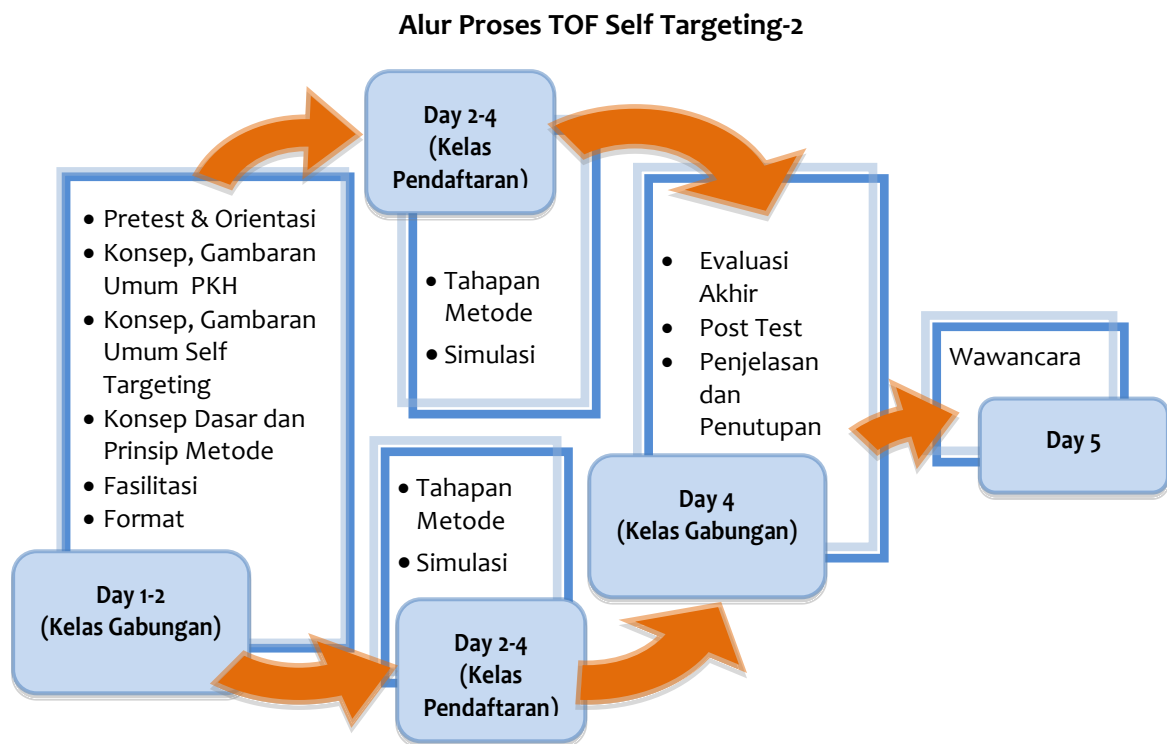 Alur Proses TOF Self Targeting-2
• Pretest & Orientasi
• Konsep, Gambaran
Umum PKH
• Konsep, Gambaran
Umum Self
Targeting
• Konsep Dasar dan
Prinsip Metode
• Fasilitasi
• Format
Day 1-2
(Kelas Gabungan)
Day 2-4
(Kelas
Pendaftaran)
• Tahapan
Metode
• Simulasi
• Tahapan
Metode
• Simulasi
Day 2-4
(Kelas
Pendaftaran)
• Evaluasi
Akhir
• Post Test
• Penjelasan
dan
Penutupan
Day 4
(Kelas Gabungan)
Wawancara
Day 5